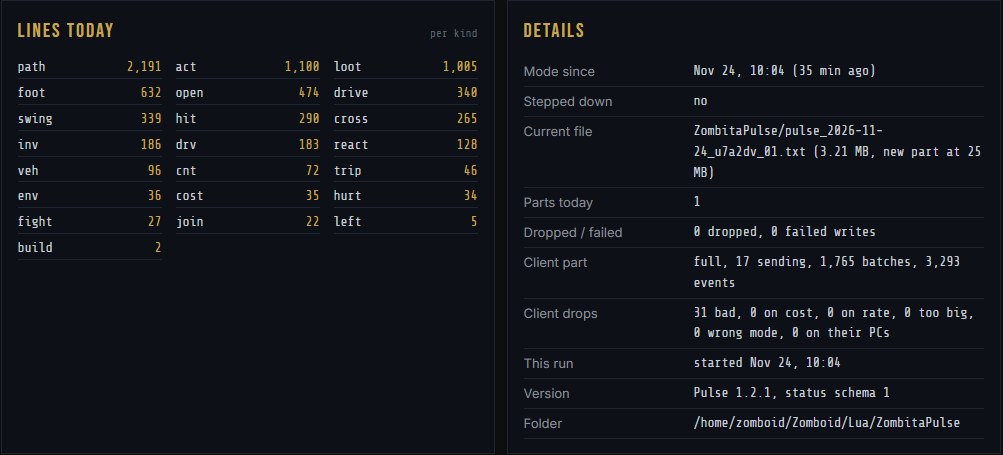 LINES TODAY
per kind
path 2,191 act 1,100 loot 1,005
foot 632 open 474 drive 340
swing 339 hit 290 cross 265
inv 186 drv 183 react 128
veh 96 cnt 72 trip 46
env 36 cost 35 hurt 34
fight 27 join 22 left 5
build 2
DETAILS
Mode since Nov 24, 10:04 (35 min ago)
Stepped down no
Current file ZombitaPulse/pulse_2026-11-
24_u7a2dv_01.txt (3.21 MB, new part at 25
MB)
Parts today 1
Dropped / failed 0 dropped, 0 failed writes
Client part full, 17 sending, 1,765 batches, 3,293
events
Client drops 31 bad, 0 on cost, 0 on rate, 0 too big,
0 wrong mode, 0 on their PCs
This run started Nov 24, 10:04
Version Pulse 1.2.1, status schema 1
Folder /home/zomboid/Zomboid/Lua/ZombitaPulse